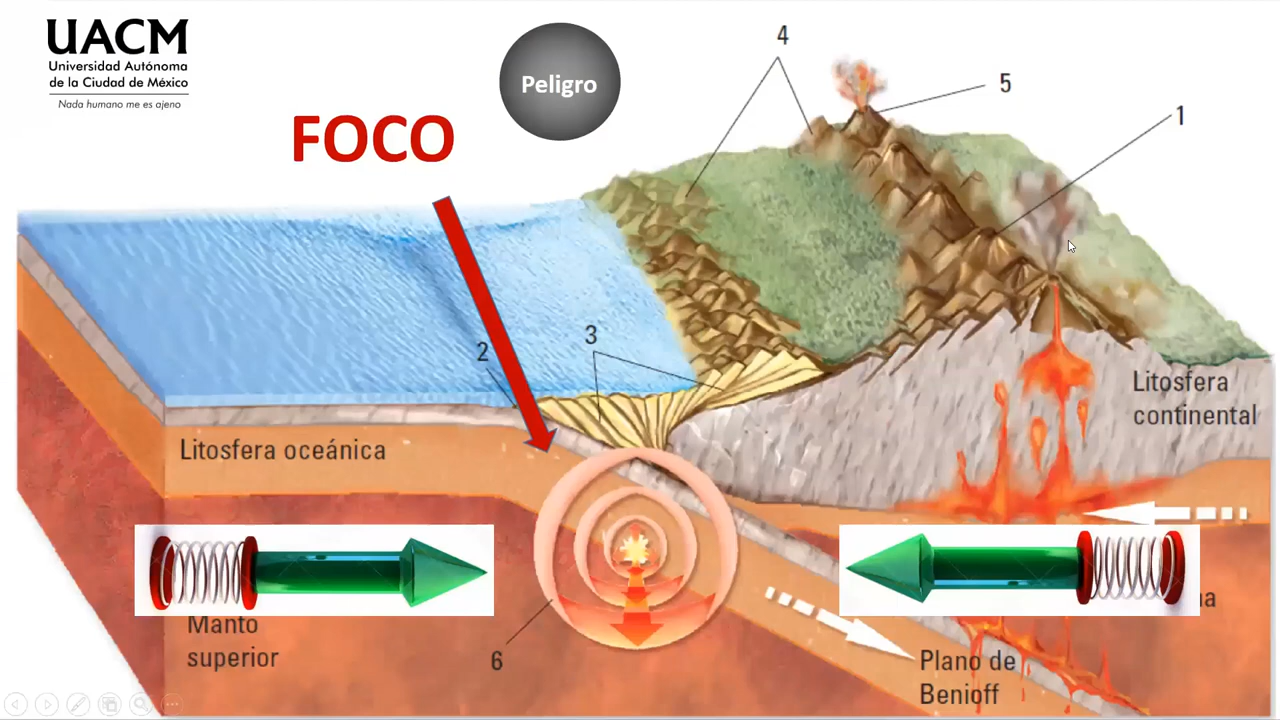 UACM
Universidad Autónoma
de la Ciudad de México
Nada humano me es ajeno
Peligro
FOCO
4
5
1
3
2
Litosfera
continental
Litosfera oceánica
Manto
superior
6
Plano de
Benioff